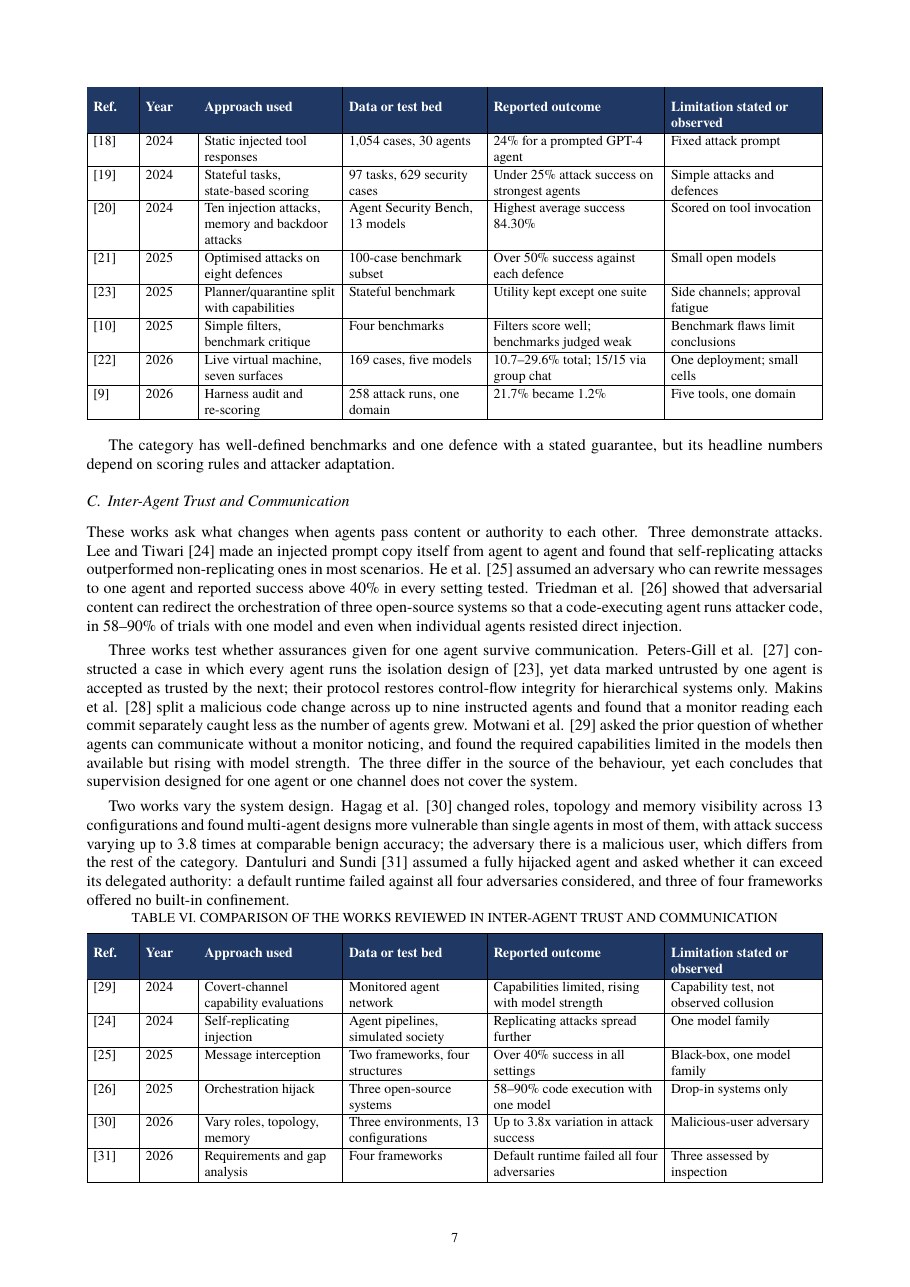 Ref. Year Approach used Data or test bed Reported outcome Limitation stated or
observed
[18] 2024 Static injected tool 1,054 cases, 30 agents 24% for a prompted GPT-4 Fixed attack prompt
responses agent
[19] 2024 Stateful tasks, 97 tasks, 629 security Under 25% attack success on Simple attacks and
state-based scoring cases strongest agents defences
[20] 2024 Ten injection attacks, Agent Security Bench, Highest average success Scored on tool invocation
memory and backdoor 13 models 84.30%
attacks
[21] 2025 Optimised attacks on 100-case benchmark Over 50% success against Small open models
eight defences subset each defence
[23] 2025 Planner/quarantine split Stateful benchmark Utility kept except one suite Side channels; approval
with capabilities fatigue
[10] 2025 Simple filters, Four benchmarks Filters score well; Benchmark flaws limit
benchmark critique benchmarks judged weak conclusions
[22] 2026 Live virtual machine, 169 cases, five models 10.7–29.6% total; 15/15 via One deployment; small
seven surfaces group chat cells
[9] 2026 Harness audit and 258 attack runs, one 21.7% became 1.2% Five tools, one domain
re-scoring domain
The category has well-defined benchmarks and one defence with a stated guarantee, but its headline numbers
depend on scoring rules and attacker adaptation.
C. Inter-Agent Trust and Communication
These works ask what changes when agents pass content or authority to each other. Three demonstrate attacks.
Lee and Tiwari [24] made an injected prompt copy itself from agent to agent and found that self-replicating attacks
outperformed non-replicating ones in most scenarios. He et al. [25] assumed an adversary who can rewrite messages
to one agent and reported success above 40% in every setting tested. Triedman et al. [26] showed that adversarial
content can redirect the orchestration of three open-source systems so that a code-executing agent runs attacker code,
in 58–90% of trials with one model and even when individual agents resisted direct injection.
Three works test whether assurances given for one agent survive communication. Peters-Gill et al. [27] con-
structed a case in which every agent runs the isolation design of [23], yet data marked untrusted by one agent is
accepted as trusted by the next; their protocol restores control-flow integrity for hierarchical systems only. Makins
et al. [28] split a malicious code change across up to nine instructed agents and found that a monitor reading each
commit separately caught less as the number of agents grew. Motwani et al. [29] asked the prior question of whether
agents can communicate without a monitor noticing, and found the required capabilities limited in the models then
available but rising with model strength. The three differ in the source of the behaviour, yet each concludes that
supervision designed for one agent or one channel does not cover the system.
Two works vary the system design. Hagag et al. [30] changed roles, topology and memory visibility across 13
configurations and found multi-agent designs more vulnerable than single agents in most of them, with attack success
varying up to 3.8 times at comparable benign accuracy; the adversary there is a malicious user, which differs from
the rest of the category. Dantuluri and Sundi [31] assumed a fully hijacked agent and asked whether it can exceed
its delegated authority: a default runtime failed against all four adversaries considered, and three of four frameworks
offered no built-in confinement.
TABLE VI. COMPARISON OF THE WORKS REVIEWED IN INTER-AGENT TRUST AND COMMUNICATION
Ref. Year Approach used Data or test bed Reported outcome Limitation stated or
observed
[29] 2024 Covert-channel Monitored agent Capabilities limited, rising Capability test, not
capability evaluations network with model strength observed collusion
[24] 2024 Self-replicating Agent pipelines, Replicating attacks spread One model family
injection simulated society further
[25] 2025 Message interception Two frameworks, four Over 40% success in all Black-box, one model
structures settings family
[26] 2025 Orchestration hijack Three open-source 58–90% code execution with Drop-in systems only
systems one model
[30] 2026 Vary roles, topology, Three environments, 13 Up to 3.8x variation in attack Malicious-user adversary
memory configurations success
[31] 2026 Requirements and gap Four frameworks Default runtime failed all four Three assessed by
analysis adversaries inspection
7